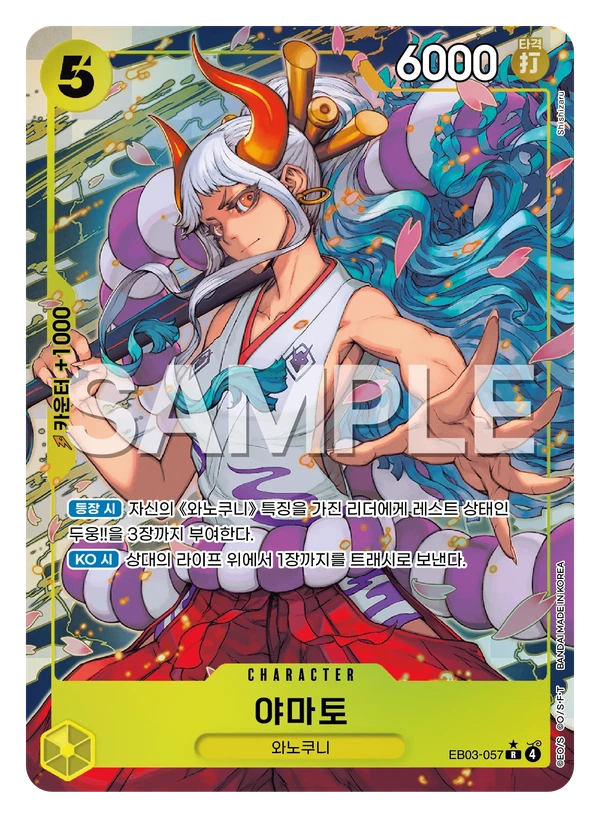 5
6000
타격
打
Shishizaru
카운터 +1000
SAMPLE
등장 시 자신의 《와노쿠니》 특징을 가진 리더에게 레스트 상태인
두웅!!을 3장까지 부여한다.
KO 시 상대의 라이프 위에서 1장까지를 트래시로 보낸다.
CHARACTER
야마토
와노쿠니
EB03-057 R 4
©EO/S ©O/S·F·T BANDAI MADE IN KOREA